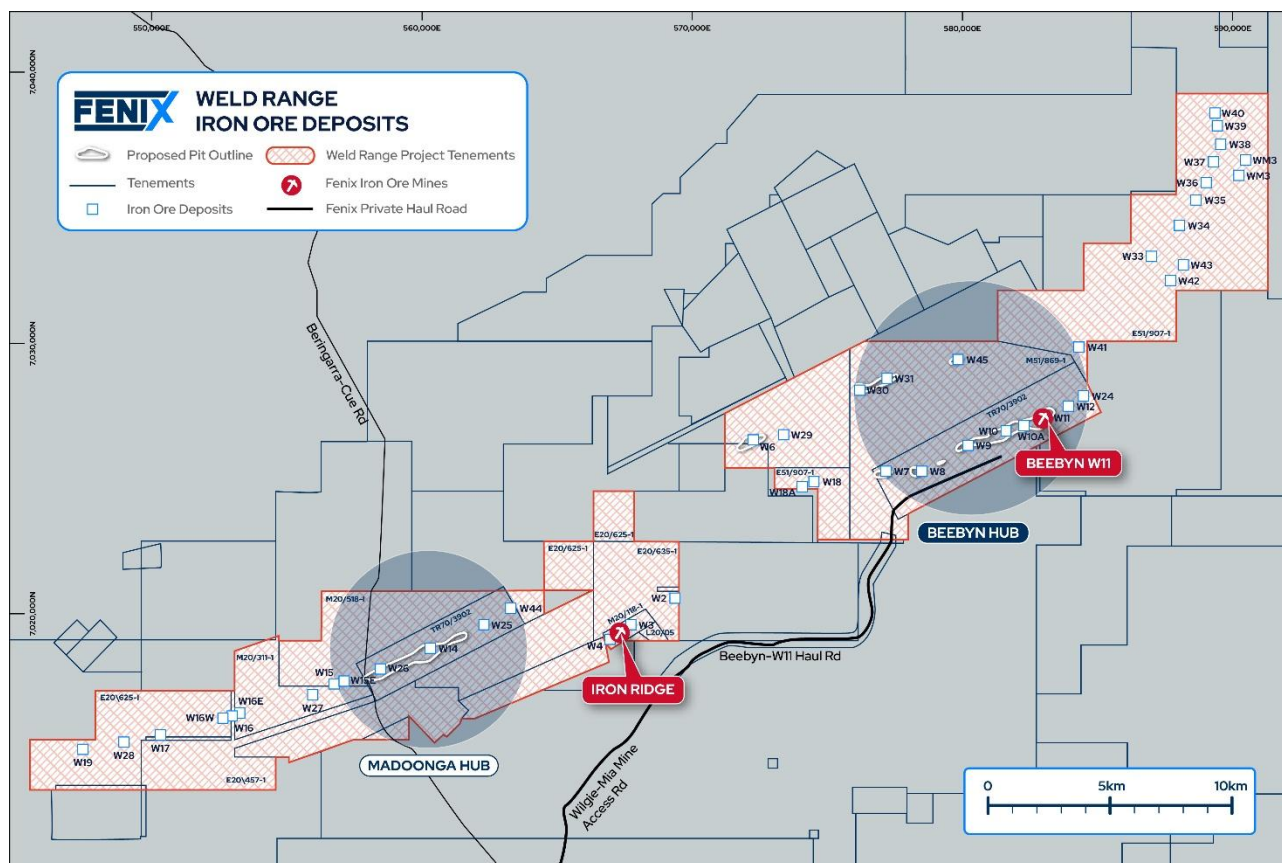 550,000E
560,000E
570,000E
580,000E
590,000E
7,040,000N
7,030,000N
7,020,000N
FENIX
WELD RANGE
IRON ORE DEPOSITS
Proposed Pit Outline
Weld Range Project Tenements
Tenements
Fenix Iron Ore Mines
Iron Ore Deposits
Fenix Private Haul Road
W40
W39
W38
W37
WM3
WM3
W36
W35
W34
W33
W43
W42
E51/907-1
Beringarra-Cue Rd
W41
W45
M51/869-1
W31
W30
W24
TR70/3902
W12
W11
W10
W10A
W9
W29
W6
BEEBYN W11
W7
W8
E51/907-1
W18
W18A
BEEBYN HUB
E20/625-1
E20/625-1
E20/635-1
M20/518-1
W44
W2
TR70/3902
W25
M20/118-1
W3
L20/05
W4
W14
Beebyn-W11 Haul Rd
M20/311-1
W26
W15
W15E
IRON RIDGE
E20\625-1
W27
W16E
W16W
W16
W17
W28
W19
MADOONGA HUB
E20\457-1
Wilgie-Mia Mine
Access Rd
0
5km
10km